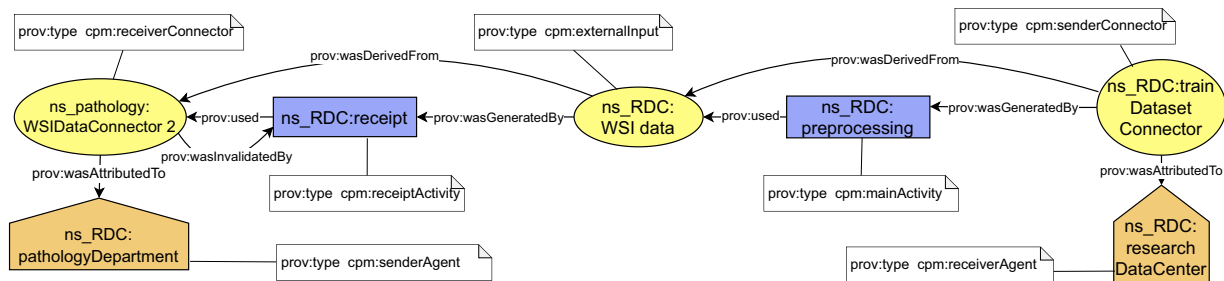 prov:type  cpm:receiverConnector
prov:type  cpm:externalInput
prov:type  cpm:senderConnector
prov:wasDerivedFrom
prov:wasDerivedFrom
ns_pathology:
WSIDataConnector 2
prov:used
ns_RDC:receipt
prov:wasGeneratedBy
ns_RDC:
WSI data
prov:used
ns_RDC:
preprocessing
prov:wasGeneratedBy
ns_RDC:train
Dataset
Connector
prov:wasInvalidatedBy
prov:wasAttributedTo
prov:wasAttributedTo
prov:type  cpm:receiptActivity
prov:type  cpm:mainActivity
ns_RDC:
pathologyDepartment
prov:type  cpm:senderAgent
prov:type  cpm:receiverAgent
ns_RDC:
research
DataCenter